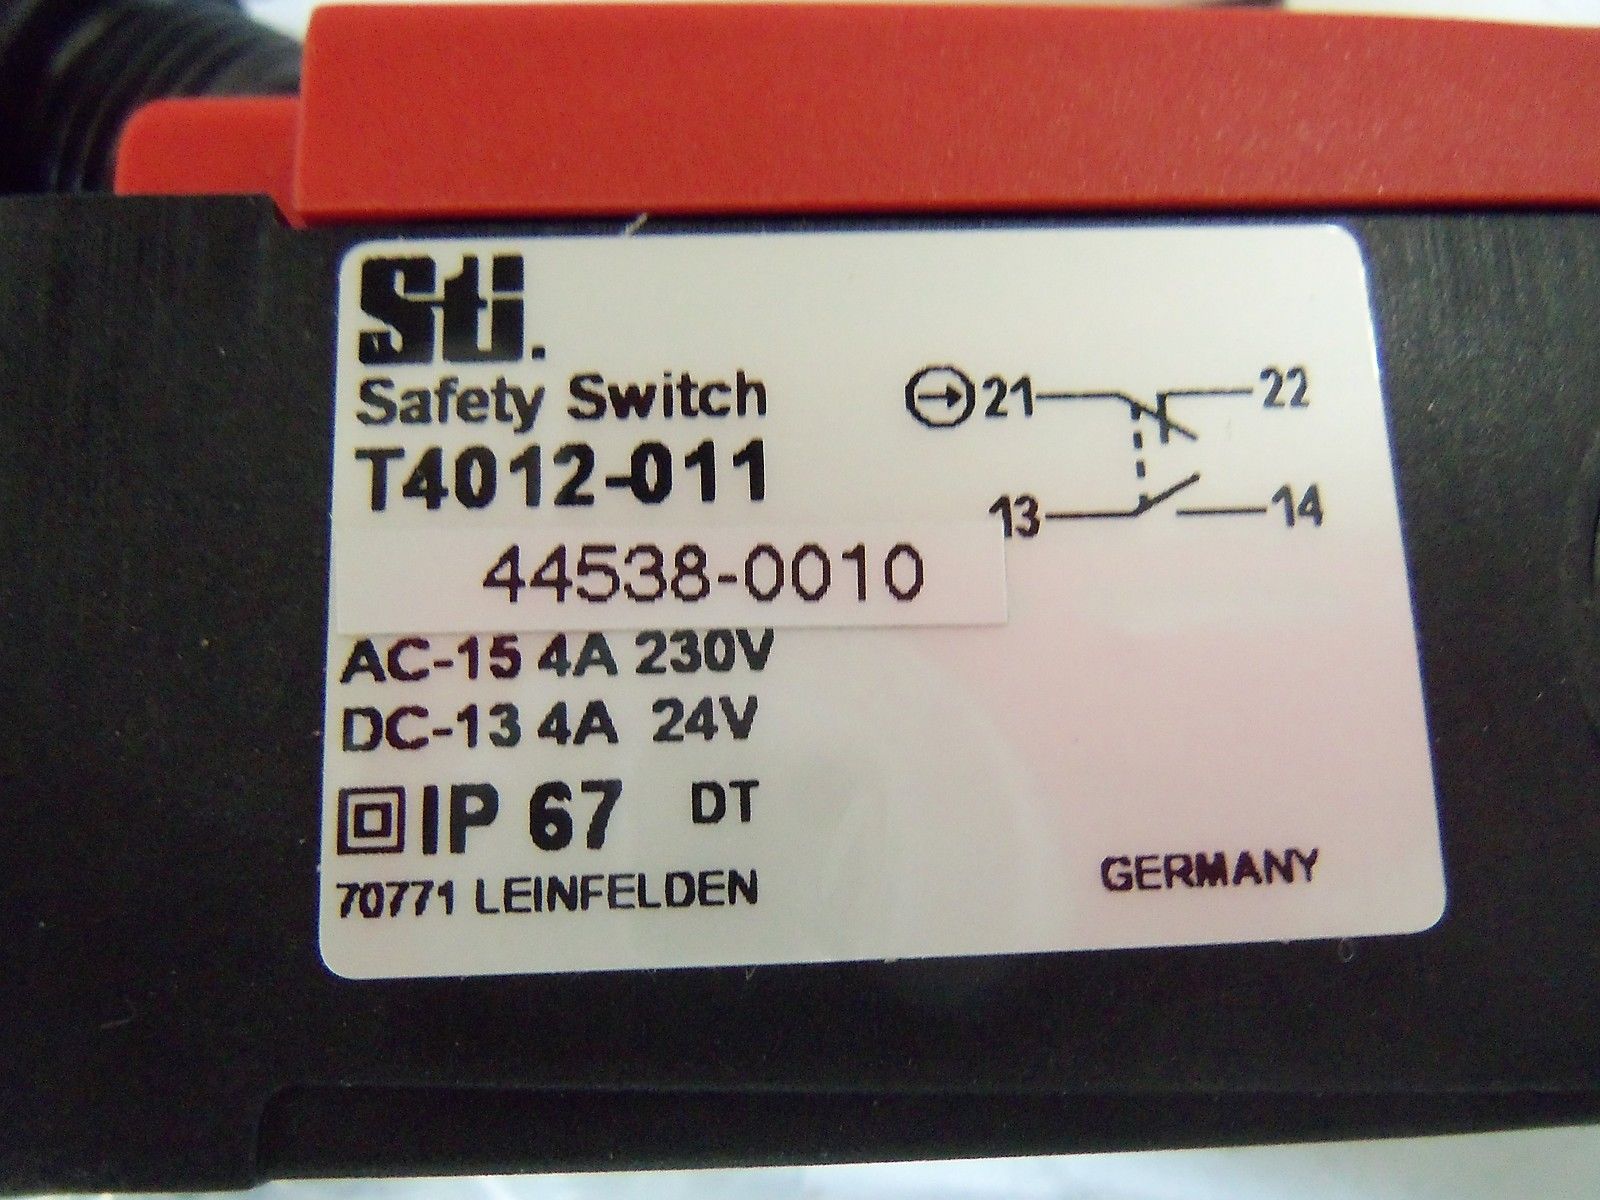 Sti.
Safety Switch
T4012-011
44538-0010
AC-15 4A 230V
DC-13 4A 24V
IP 67 DT
70771 LEINFELDEN
21 22
13 14
GERMANY